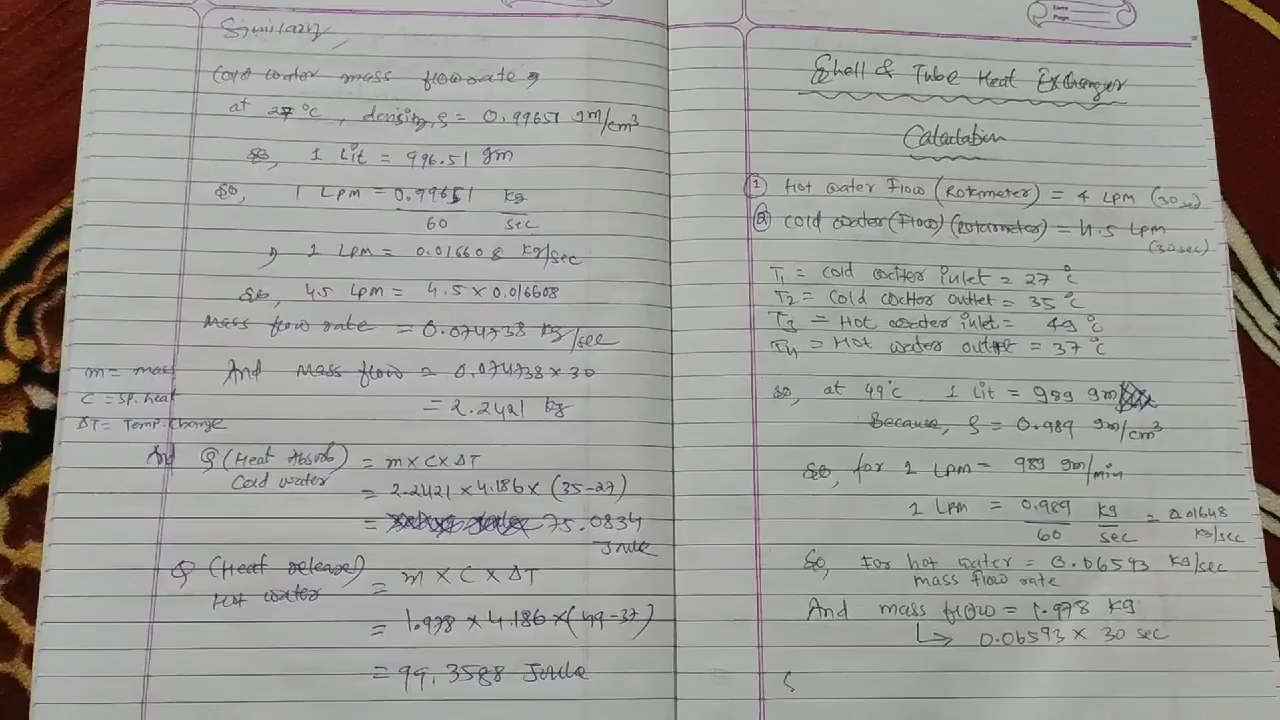 Similary,
Cold water mass flow rate,
at 27°C, density, ρ = 0.99651 gm/cm³
so, 1 Lit = 996.51 gm
so, 1 LPM = 0.99651 kg
60 sec
, 1 LPM = 0.016608 kg/sec
so, 4.5 LPM = 4.5 × 0.016608
mass flow rate = 0.074738 kg/sec
m = mass And mass flow = 0.074738 × 30
C = SP. heat = 2.2421 kg
ΔT = Temp. Change
And Q (Heat Absorb) = m × C × ΔT
Cold water
= 2.2421 × 4.186 × (35-27)
= 75.0834
Joule
Q (Heat release) = m × C × ΔT
Hot water
= 1.978 × 4.186 × (49-37)
= 99.3588 Joule
Name
Page
Shell & Tube Heat Exchanger
Calactation
1 Hot water Flow (Rotameter) = 4 LPM (30 sec)
2 Cold water (Flow) (Rotarometer) = 4.5 LPM
(30 sec)
T1 = cold water inlet = 27°C
T2 = cold water outlet = 35°C
T3 = Hot water inlet = 49°C
T4 = Hot water outlet = 37°C
so, at 49°C 1 Lit = 989 gm
Because, ρ = 0.989 gm/cm³
so, for 1 LPM = 989 gm/min
1 LPM = 0.989 kg = 0.01648
60 sec kg/sec
so, For hot water = 0.06593 kg/sec
mass flow rate
And mass flow = 1.978 kg
↳ 0.06593 × 30 sec